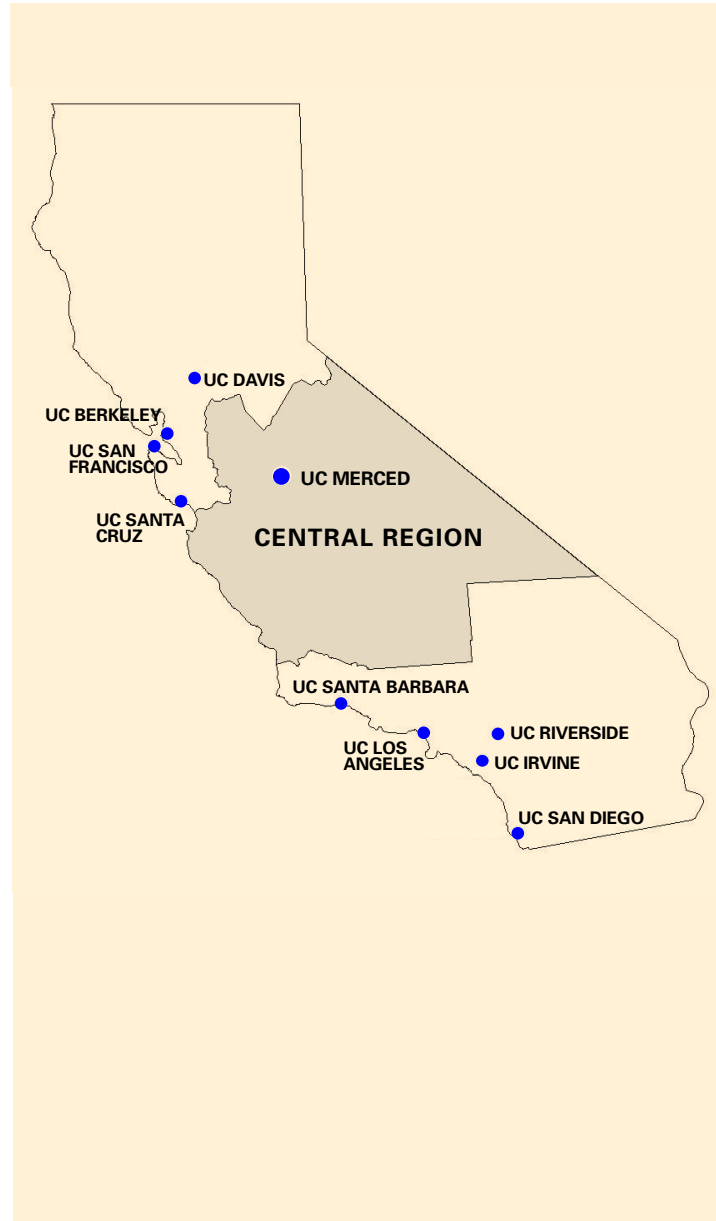 UC DAVIS
UC BERKELEY
UC SAN
FRANCISCO
UC MERCED
UC SANTA
CRUZ
CENTRAL REGION
UC SANTA BARBARA
UC RIVERSIDE
UC LOS
ANGELES
UC IRVINE
UC SAN DIEGO